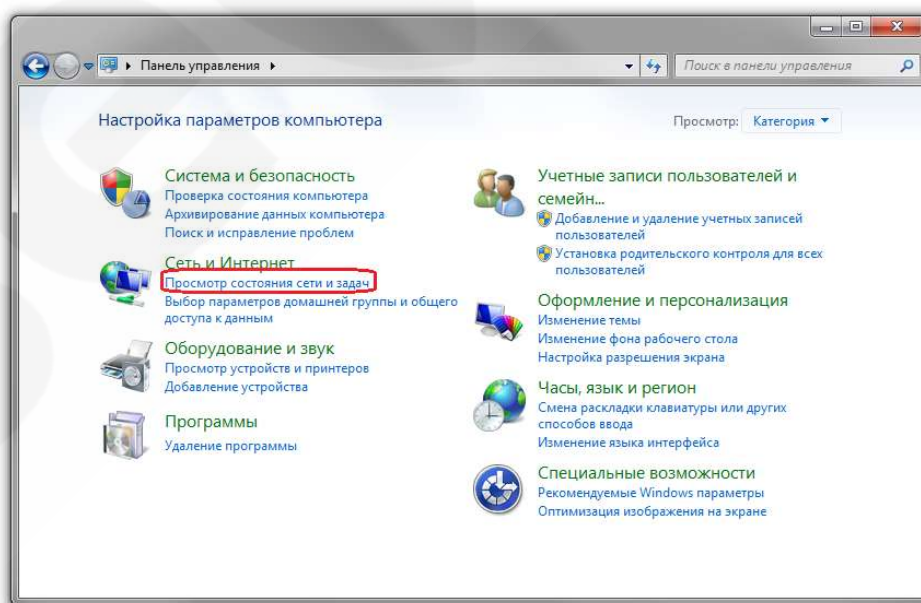 Панель управления
Поиск в панели управления
Настройка параметров компьютера
Просмотр: Категория
Система и безопасность
Проверка состояния компьютера
Архивирование данных компьютера
Поиск и исправление проблем
Сеть и Интернет
Просмотр состояния сети и задач
Выбор параметров домашней группы и общего
доступа к данным
Оборудование и звук
Просмотр устройств и принтеров
Добавление устройства
Программы
Удаление программы
Учетные записи пользователей и
семейн...
Добавление и удаление учетных записей
пользователей
Установка родительского контроля для всех
пользователей
Оформление и персонализация
Изменение темы
Изменение фона рабочего стола
Настройка разрешения экрана
Часы, язык и регион
Смена раскладки клавиатуры или других
способов ввода
Изменение языка интерфейса
Специальные возможности
Рекомендуемые Windows параметры
Оптимизация изображения на экране